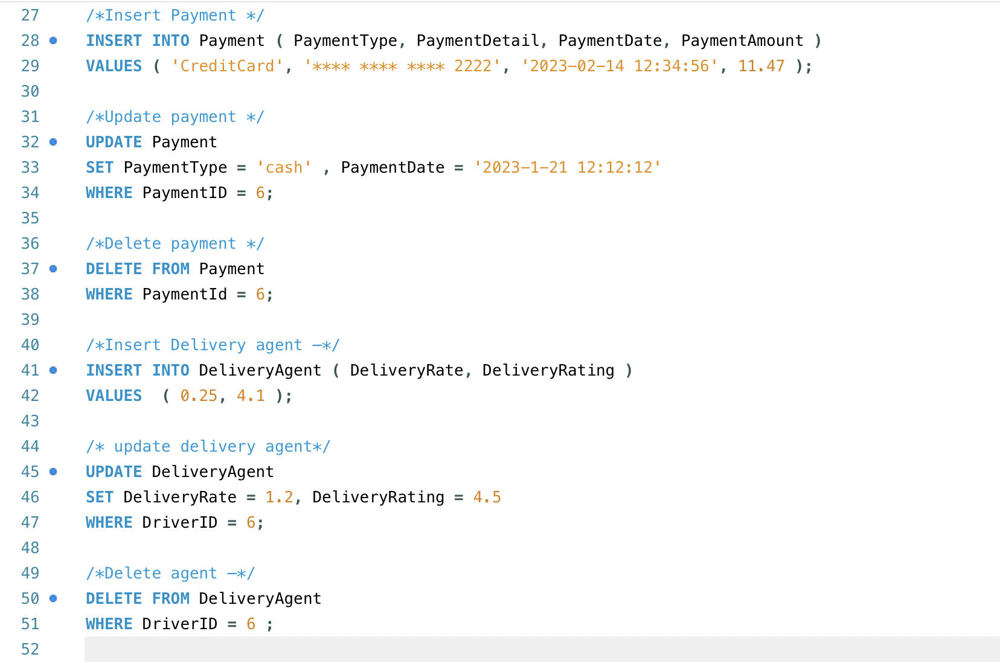 27 /*Insert Payment */
28 INSERT INTO Payment ( PaymentType, PaymentDetail, PaymentDate, PaymentAmount )
29 VALUES ( 'CreditCard', '**** **** **** 2222', '2023-02-14 12:34:56', 11.47 );
30
31 /*Update payment */
32 UPDATE Payment
33 SET PaymentType = 'cash' , PaymentDate = '2023-1-21 12:12:12'
34 WHERE PaymentID = 6;
35
36 /*Delete payment */
37 DELETE FROM Payment
38 WHERE PaymentId = 6;
39
40 /*Insert Delivery agent —*/
41 INSERT INTO DeliveryAgent ( DeliveryRate, DeliveryRating )
42 VALUES  ( 0.25, 4.1 );
43
44 /* update delivery agent*/
45 UPDATE DeliveryAgent
46 SET DeliveryRate = 1.2, DeliveryRating = 4.5
47 WHERE DriverID = 6;
48
49 /*Delete agent —*/
50 DELETE FROM DeliveryAgent
51 WHERE DriverID = 6 ;
52